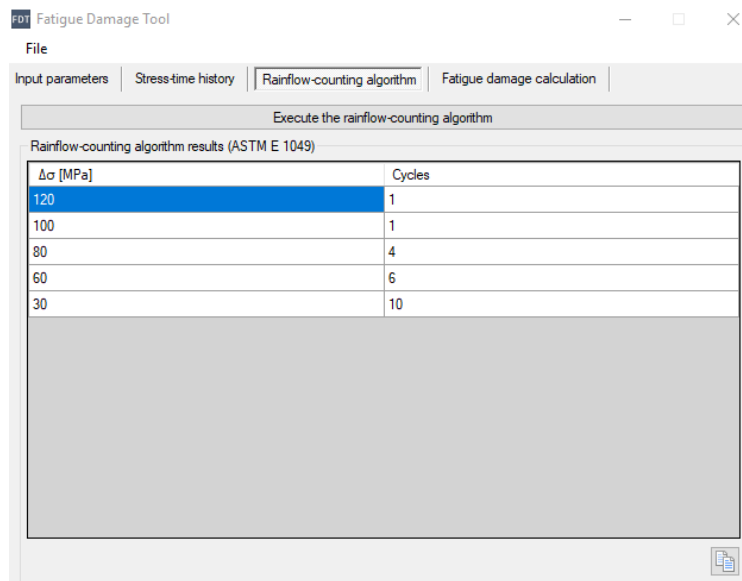 FDT Fatigue Damage Tool
File
Input parameters Stress-time history Rainflow-counting algorithm Fatigue damage calculation
Execute the rainflow-counting algorithm
Rainflow-counting algorithm results (ASTM E 1049)
Δσ [MPa] Cycles
120 1
100 1
80 4
60 6
30 10